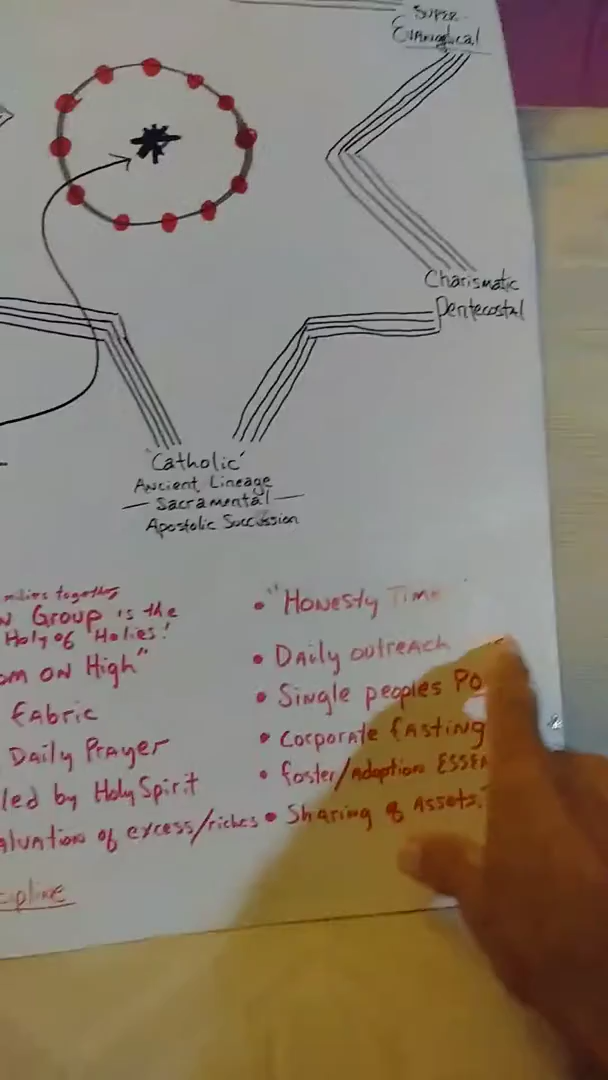 SUPER-
Evangelical
Charismatic
Pentecostal
'Catholic'
Ancient Lineage
— Sacramental —
Apostolic Succession
together
Group is the
Holy of Holies!
on High"
Fabric
Daily Prayer
led by Holy Spirit
of excess/riches
• "Honesty Time
• Daily outreach
• Single peoples
• Corporate fasting
• foster/Adoption
• Sharing of Assets.